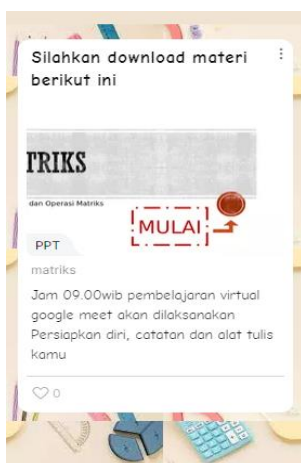 Silahkan download materi
berikut ini
TRIKS
dan Operasi Matriks
MULAI
PPT
matriks
Jam 09.00wib pembelajaran virtual
google meet akan dilaksanakan
Persiapkan diri, catatan dan alat tulis
kamu
0